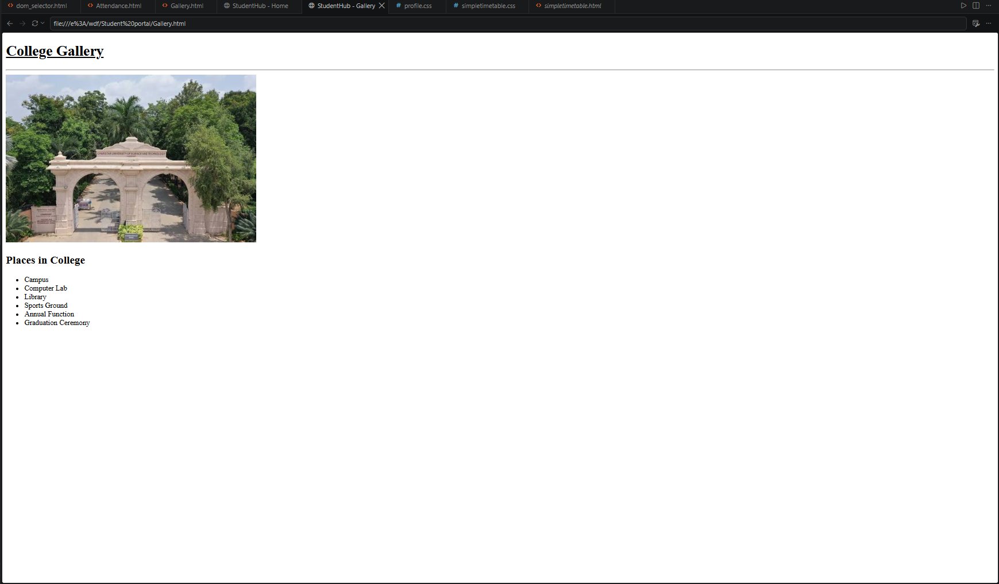 dom_selector.html
Attendance.html
Gallery.html
StudentHub - Home
StudentHub - Gallery
# profile.css
# simpletimetable.css
simpletimetable.html
file:///e%3A/wdf/Student%20portal/Gallery.html
College Gallery
CHAROTAR UNIVERSITY OF SCIENCE AND TECHNOLOGY
Places in College
• Campus
• Computer Lab
• Library
• Sports Ground
• Annual Function
• Graduation Ceremony